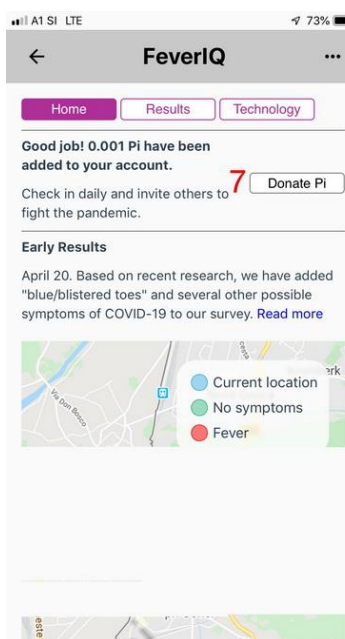 A1 SI LTE
73%
FeverIQ
Home
Results
Technology
Good job! 0.001 Pi have been
added to your account.
Check in daily and invite others to
fight the pandemic.
7
Donate Pi
Early Results
April 20. Based on recent research, we have added
"blue/blistered toes" and several other possible
symptoms of COVID-19 to our survey. Read more
Via Don Bosco
Current location
No symptoms
Fever